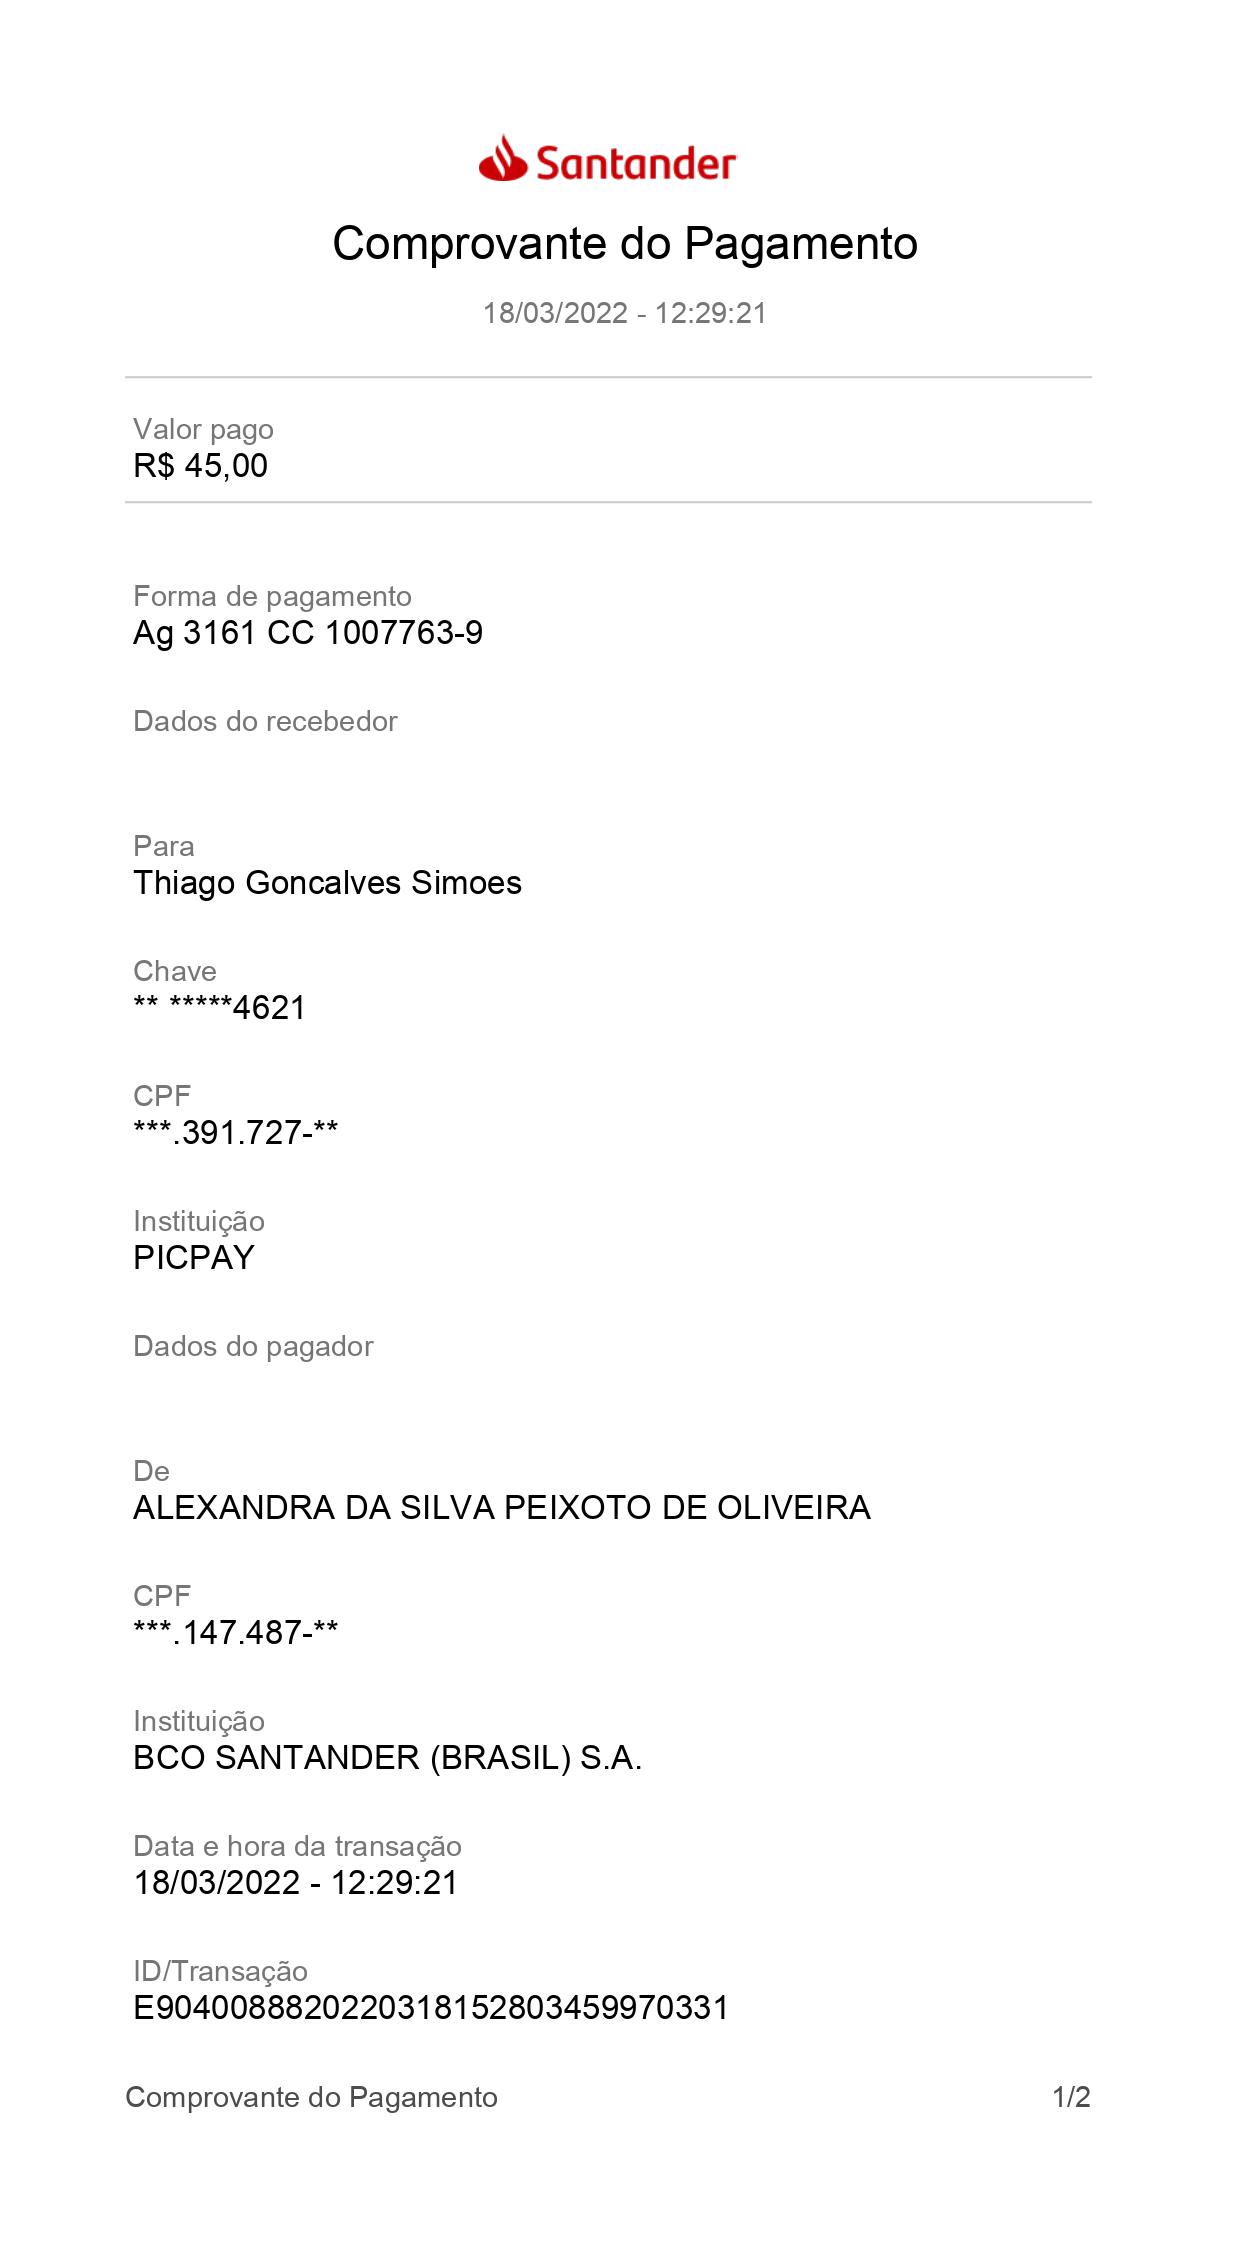 Santander
Comprovante do Pagamento
18/03/2022 - 12:29:21
Valor pago
R$ 45,00
Forma de pagamento
Ag 3161 CC 1007763-9
Dados do recebedor
Para
Thiago Goncalves Simoes
Chave
** *****4621
CPF
***.391.727-**
Instituição
PICPAY
Dados do pagador
De
ALEXANDRA DA SILVA PEIXOTO DE OLIVEIRA
CPF
***.147.487-**
Instituição
BCO SANTANDER (BRASIL) S.A.
Data e hora da transação
18/03/2022 - 12:29:21
ID/Transação
E9040088820220318152803459970331
Comprovante do Pagamento 1/2